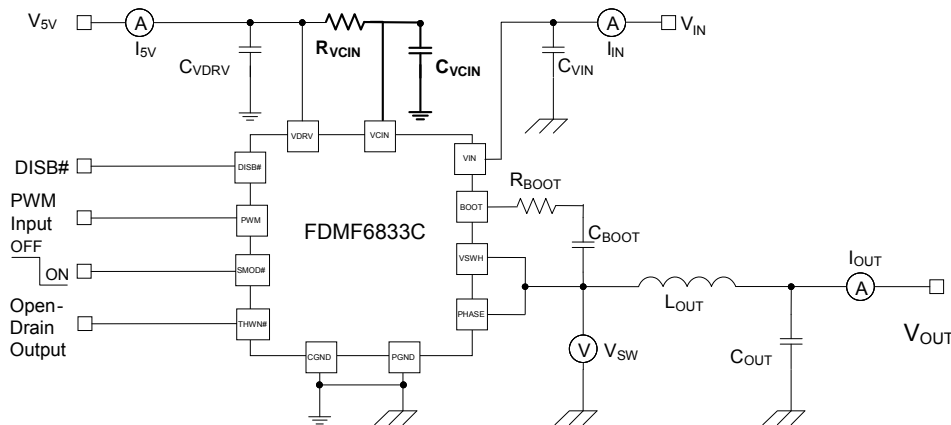 V5V
A
I5V
RVCIN
CVDRV
CVCIN
CVIN
A
IIN
VIN
VDRV
VCIN
VIN
DISB#
DISB#
PWM
Input
PWM
OFF
ON
SMOD#
Open-
Drain
Output
THWN#
FDMF6833C
BOOT
RBOOT
CBOOT
VSWH
PHASE
CGND
PGND
V
VSW
LOUT
IOUT
A
COUT
VOUT